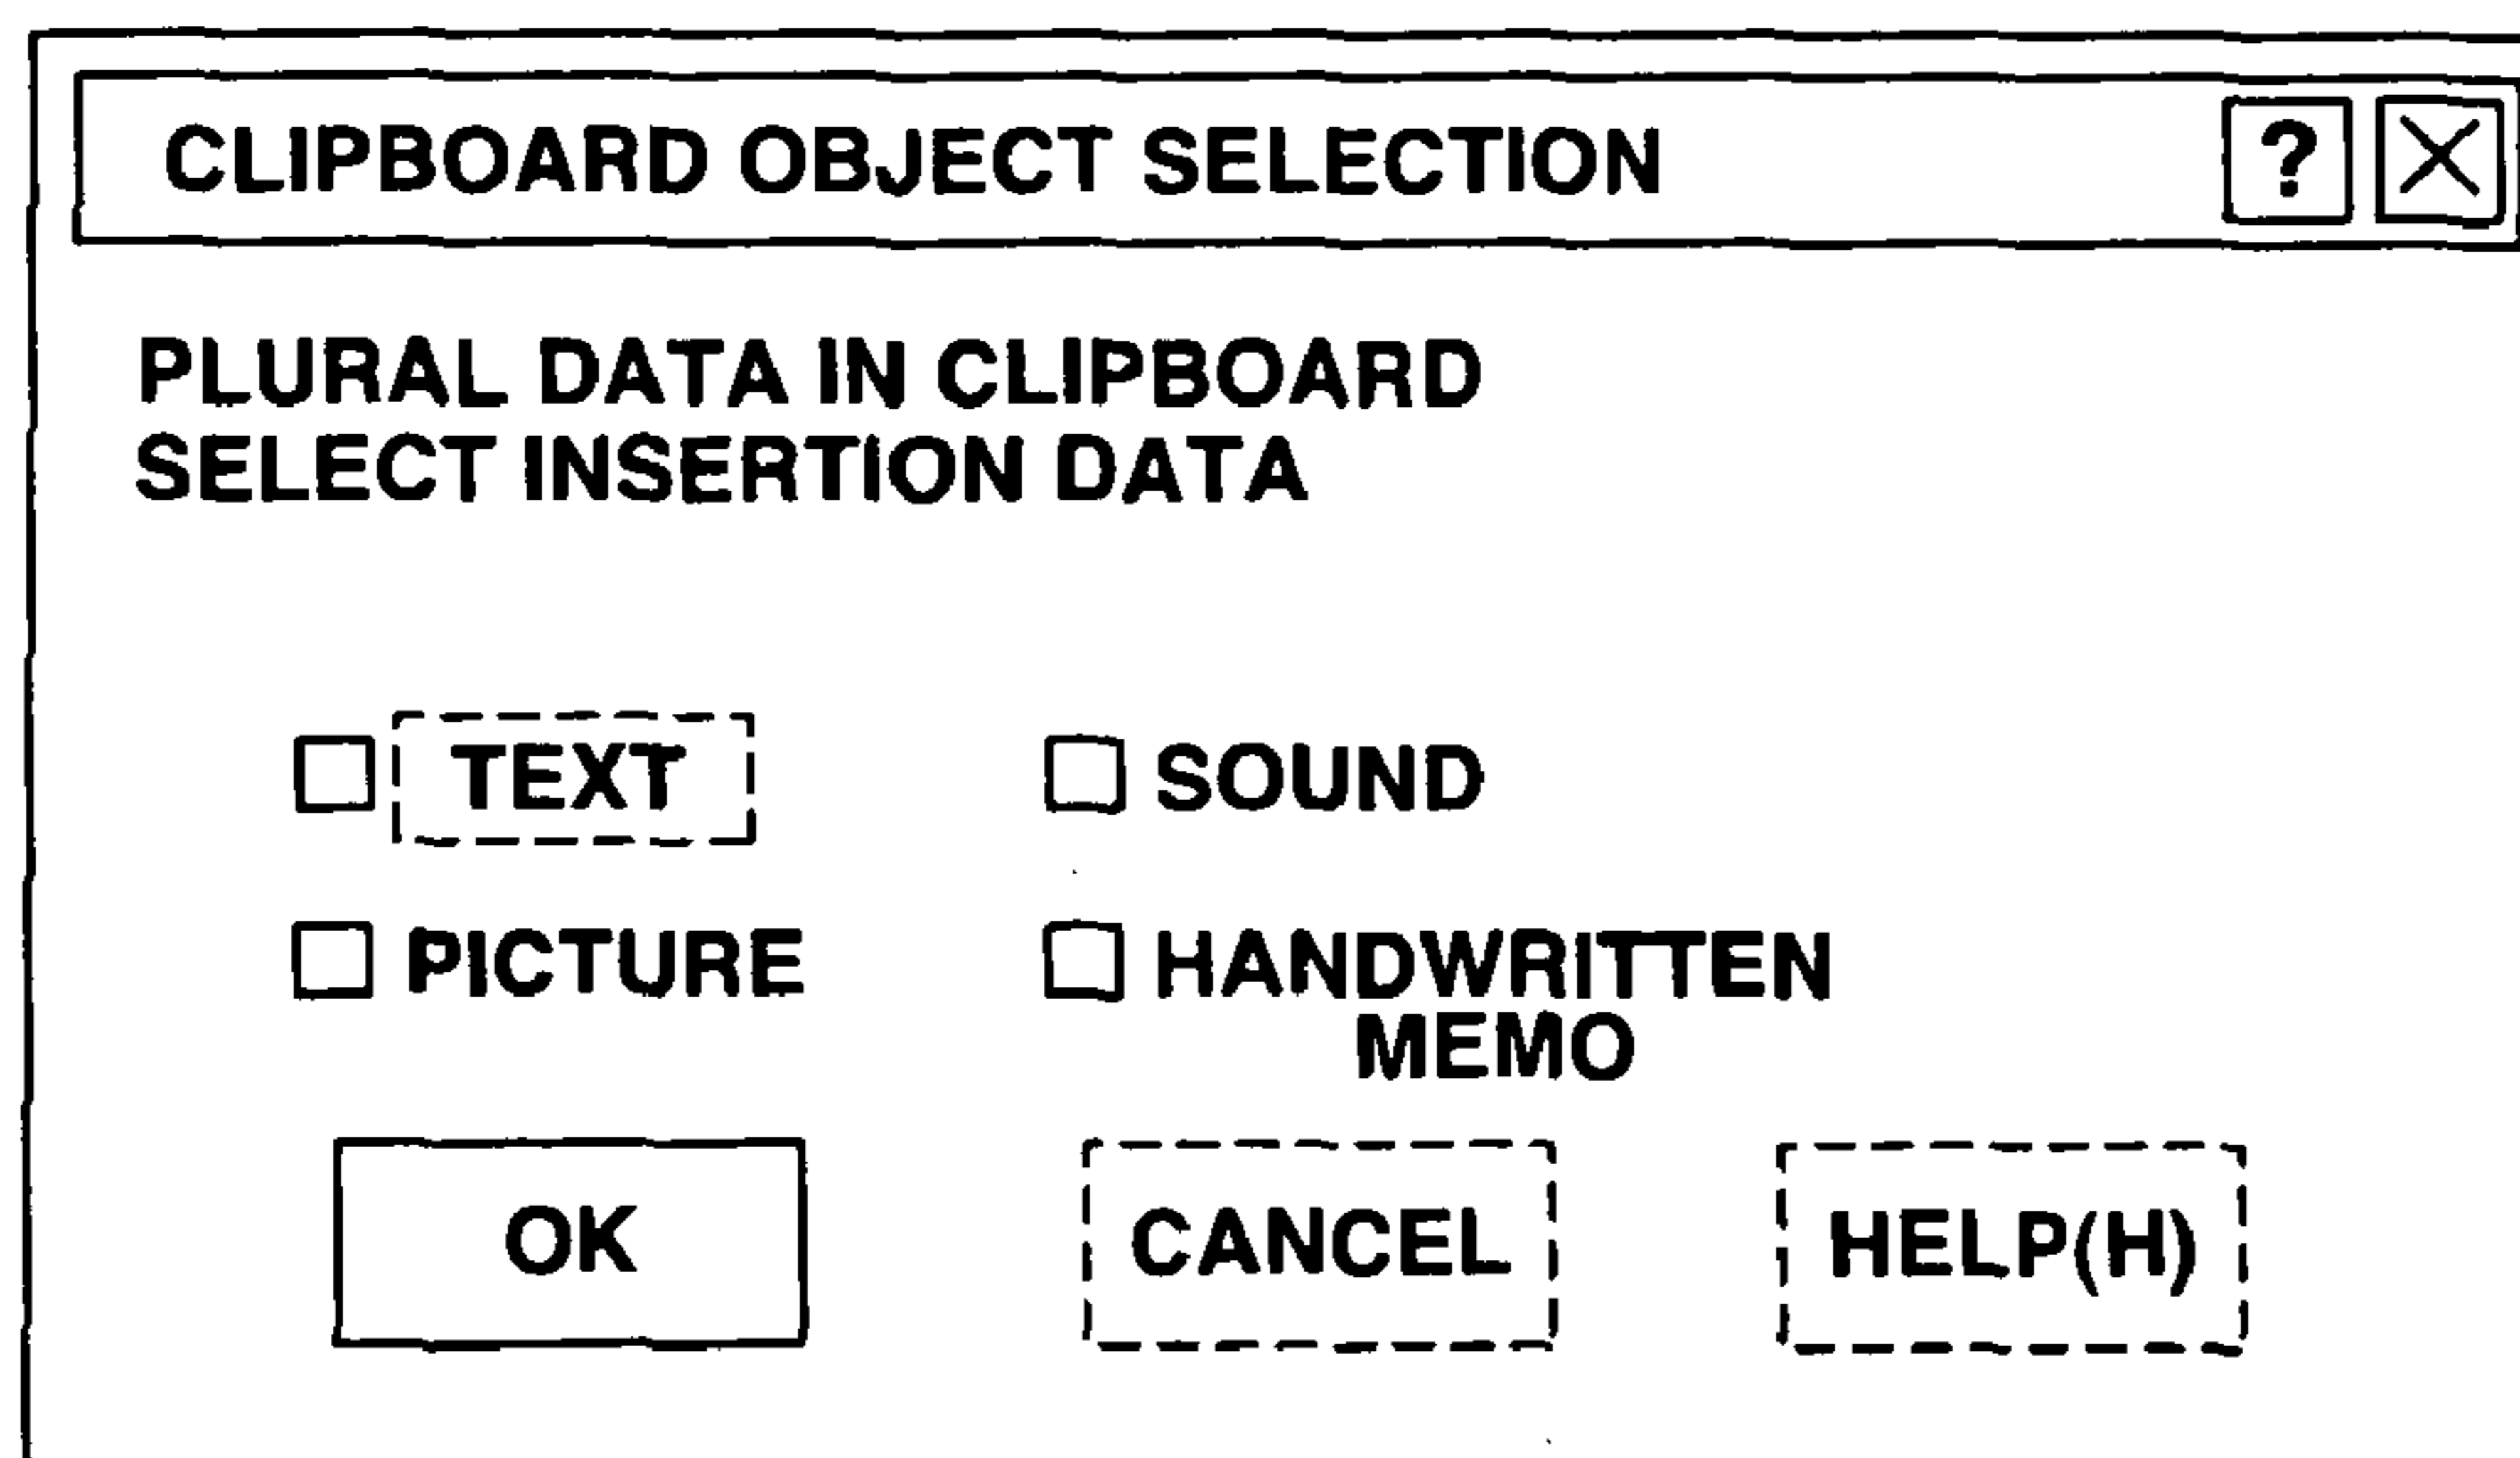 CLIPBOARD OBJECT SELECTION ?
PLURAL DATA IN CLIPBOARD
SELECT INSERTION DATA
TEXT SOUND
PICTURE HANDWRITTEN
MEMO
OK CANCEL HELP(H)